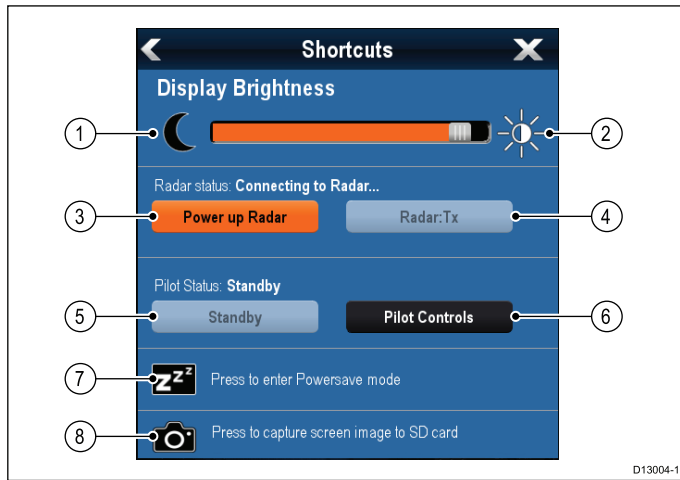 Shortcuts
Display Brightness
1
2
Radar status: Connecting to Radar...
3
Power up Radar
Radar:Tx
4
Pilot Status: Standby
5
Standby
Pilot Controls
6
7
zzz
Press to enter Powersave mode
8
Press to capture screen image to SD card
D13004-1